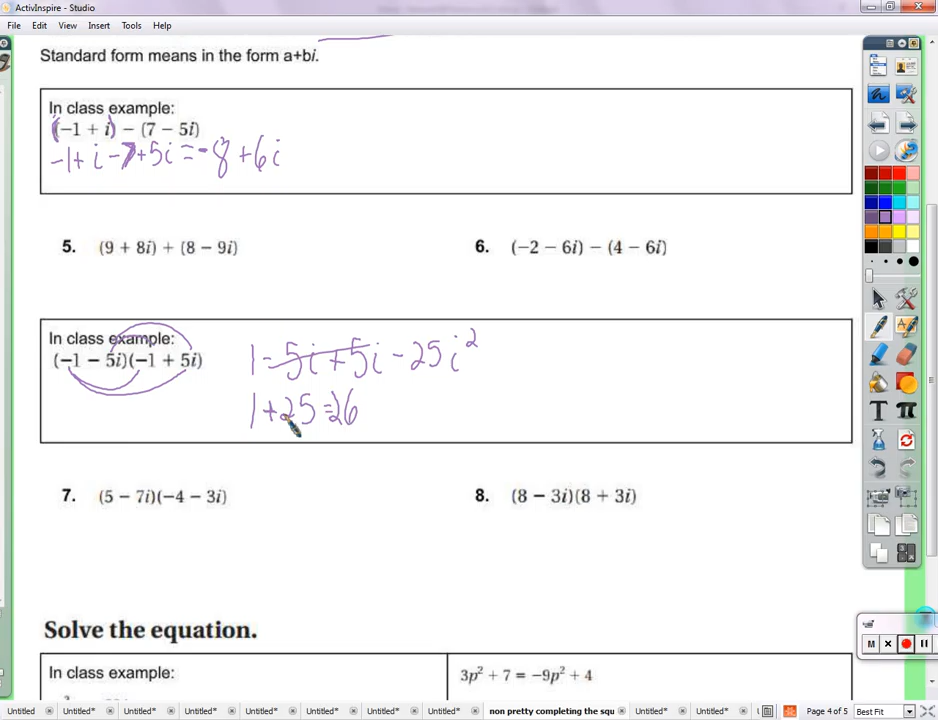 ActivInspire - Studio
File Edit View Insert Tools Help
Standard form means in the form a+bi.
In class example:
(−1 + i) − (7 − 5i)
-1+i-7+5i=-8+6i
5. (9 + 8i) + (8 − 9i)
6. (−2 − 6i) − (4 − 6i)
In class example:
(−1 − 5i)(−1 + 5i)
1-5i+5i-25i²
1+25=26
7. (5 − 7i)(−4 − 3i)
8. (8 − 3i)(8 + 3i)
Solve the equation.
In class example:
3p² + 7 = −9p² + 4
M
Untitled Untitled* Untitled* Untitled* Untitled* Untitled* Untitled* Untitled* non pretty completing the squ Untitled* Untitled* Page 4 of 5 Best Fit